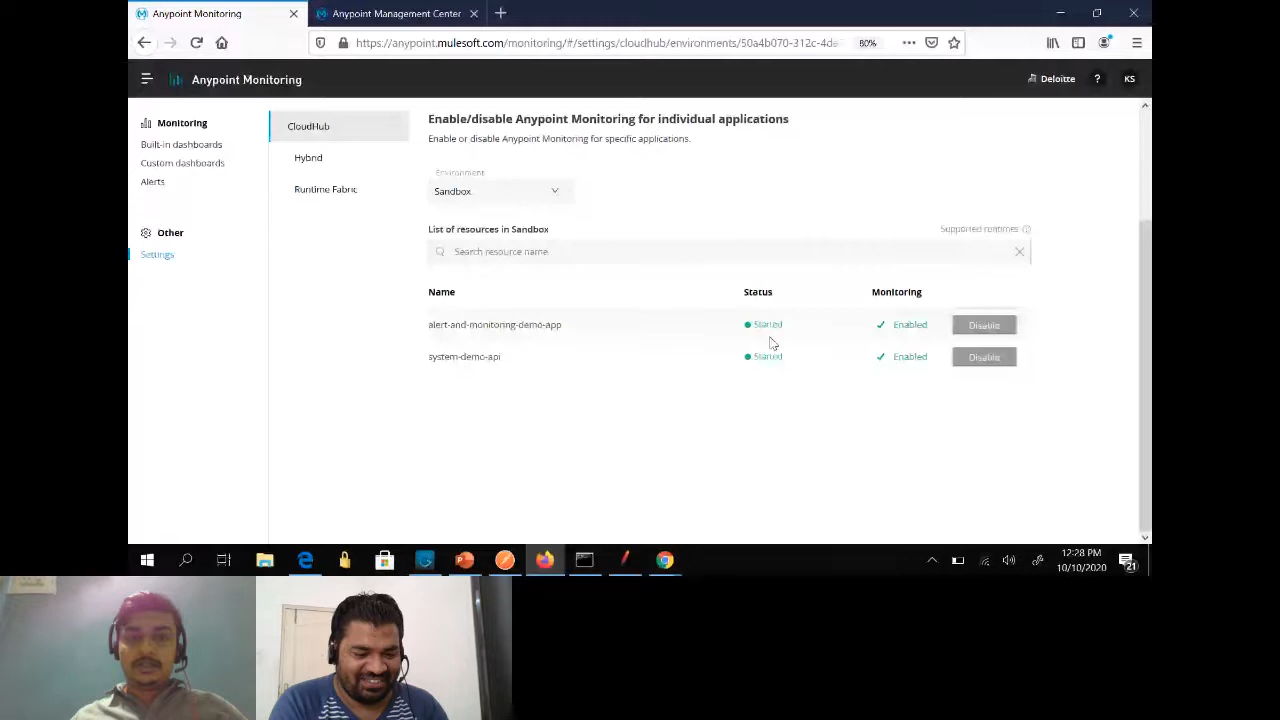 Anypoint Monitoring
Anypoint Management Center
https://anypoint.mulesoft.com/monitoring/#/settings/cloudhub/environments/50a4b070-312c-4de
80%
Anypoint Monitoring
Deloitte
?
KS
Monitoring
Built-in dashboards
Custom dashboards
Alerts
Other
Settings
CloudHub
Hybrid
Runtime Fabric
Enable/disable Anypoint Monitoring for individual applications
Enable or disable Anypoint Monitoring for specific applications.
Environment
Sandbox
List of resources in Sandbox
Supported runtimes
Search resource name
Name Status Monitoring
alert-and-monitoring-demo-app Started Enabled Disable
system-demo-api Started Enabled Disable
12:28 PM
10/10/2020
21